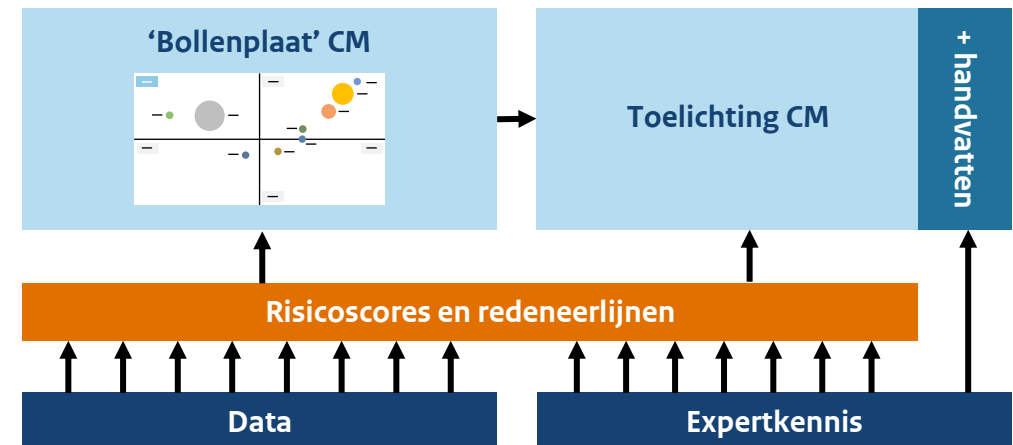 ‘Bollenplaat’ CM
Toelichting CM
+ handvatten
Risicoscores en redeneerlijnen
Data
Expertkennis